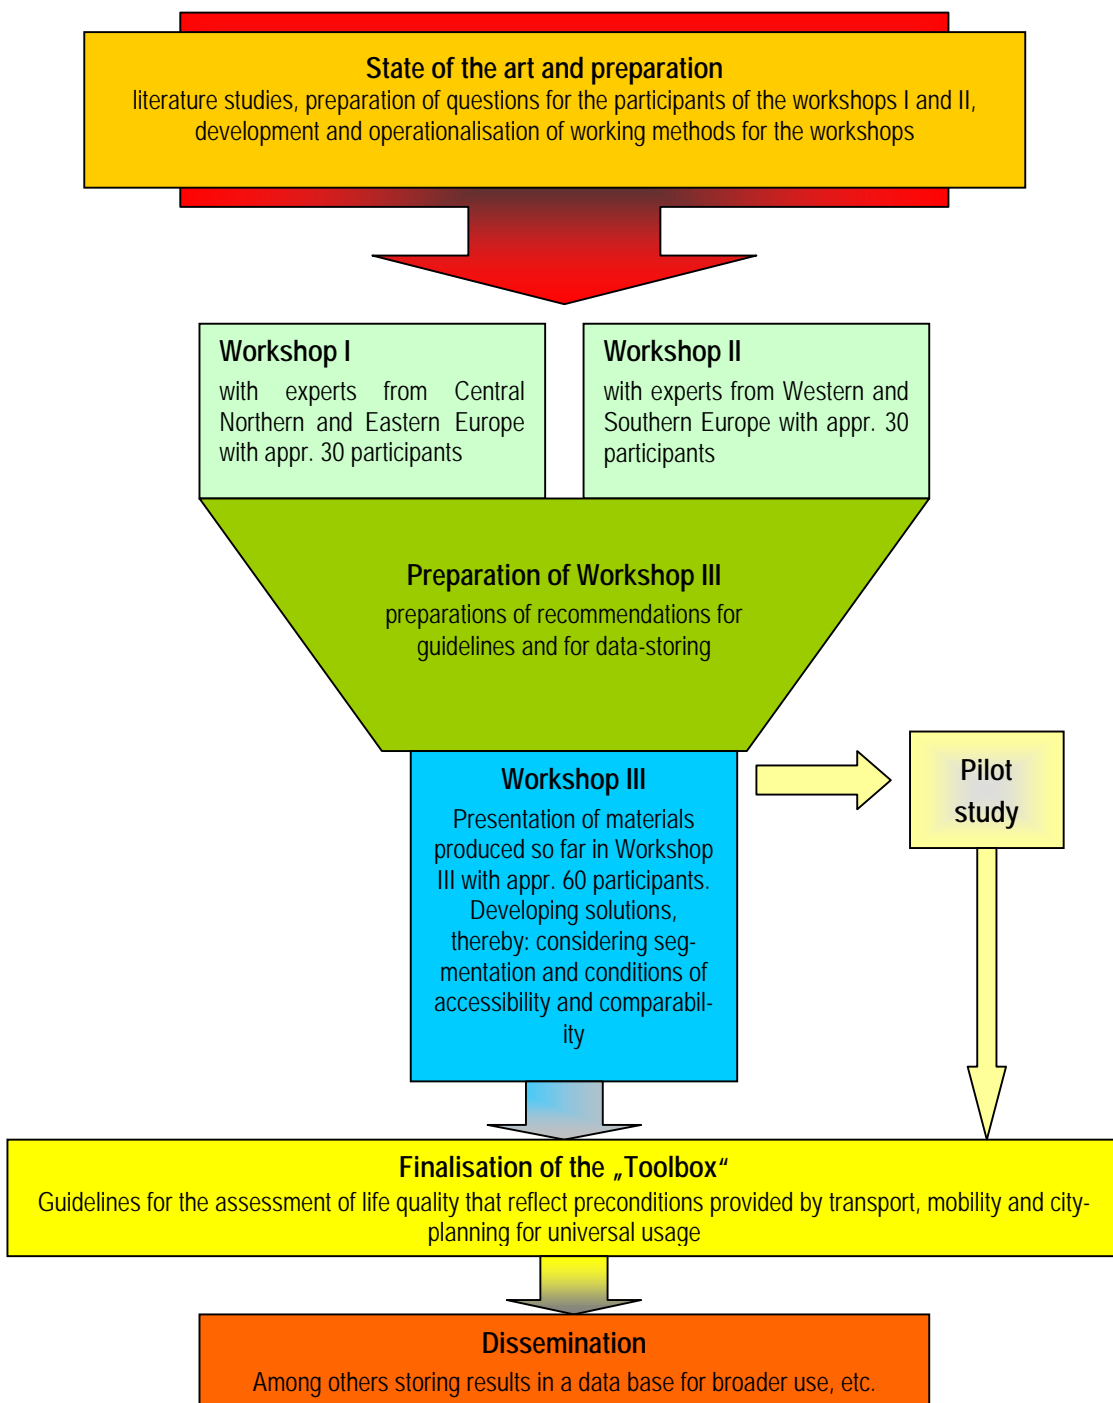 State of the art and preparation
literature studies, preparation of questions for the participants of the workshops I and II,
development and operationalisation of working methods for the workshops
Workshop I
with experts from Central
Northern and Eastern Europe
with appr. 30 participants
Workshop II
with experts from Western and
Southern Europe with appr. 30
participants
Preparation of Workshop III
preparations of recommendations for
guidelines and for data-storing
Workshop III
Presentation of materials
produced so far in Workshop
III with appr. 60 participants.
Developing solutions,
thereby: considering seg-
mentation and conditions of
accessibility and comparabil-
ity
Pilot
study
Finalisation of the „Toolbox“
Guidelines for the assessment of life quality that reflect preconditions provided by transport, mobility and city-
planning for universal usage
Dissemination
Among others storing results in a data base for broader use, etc.